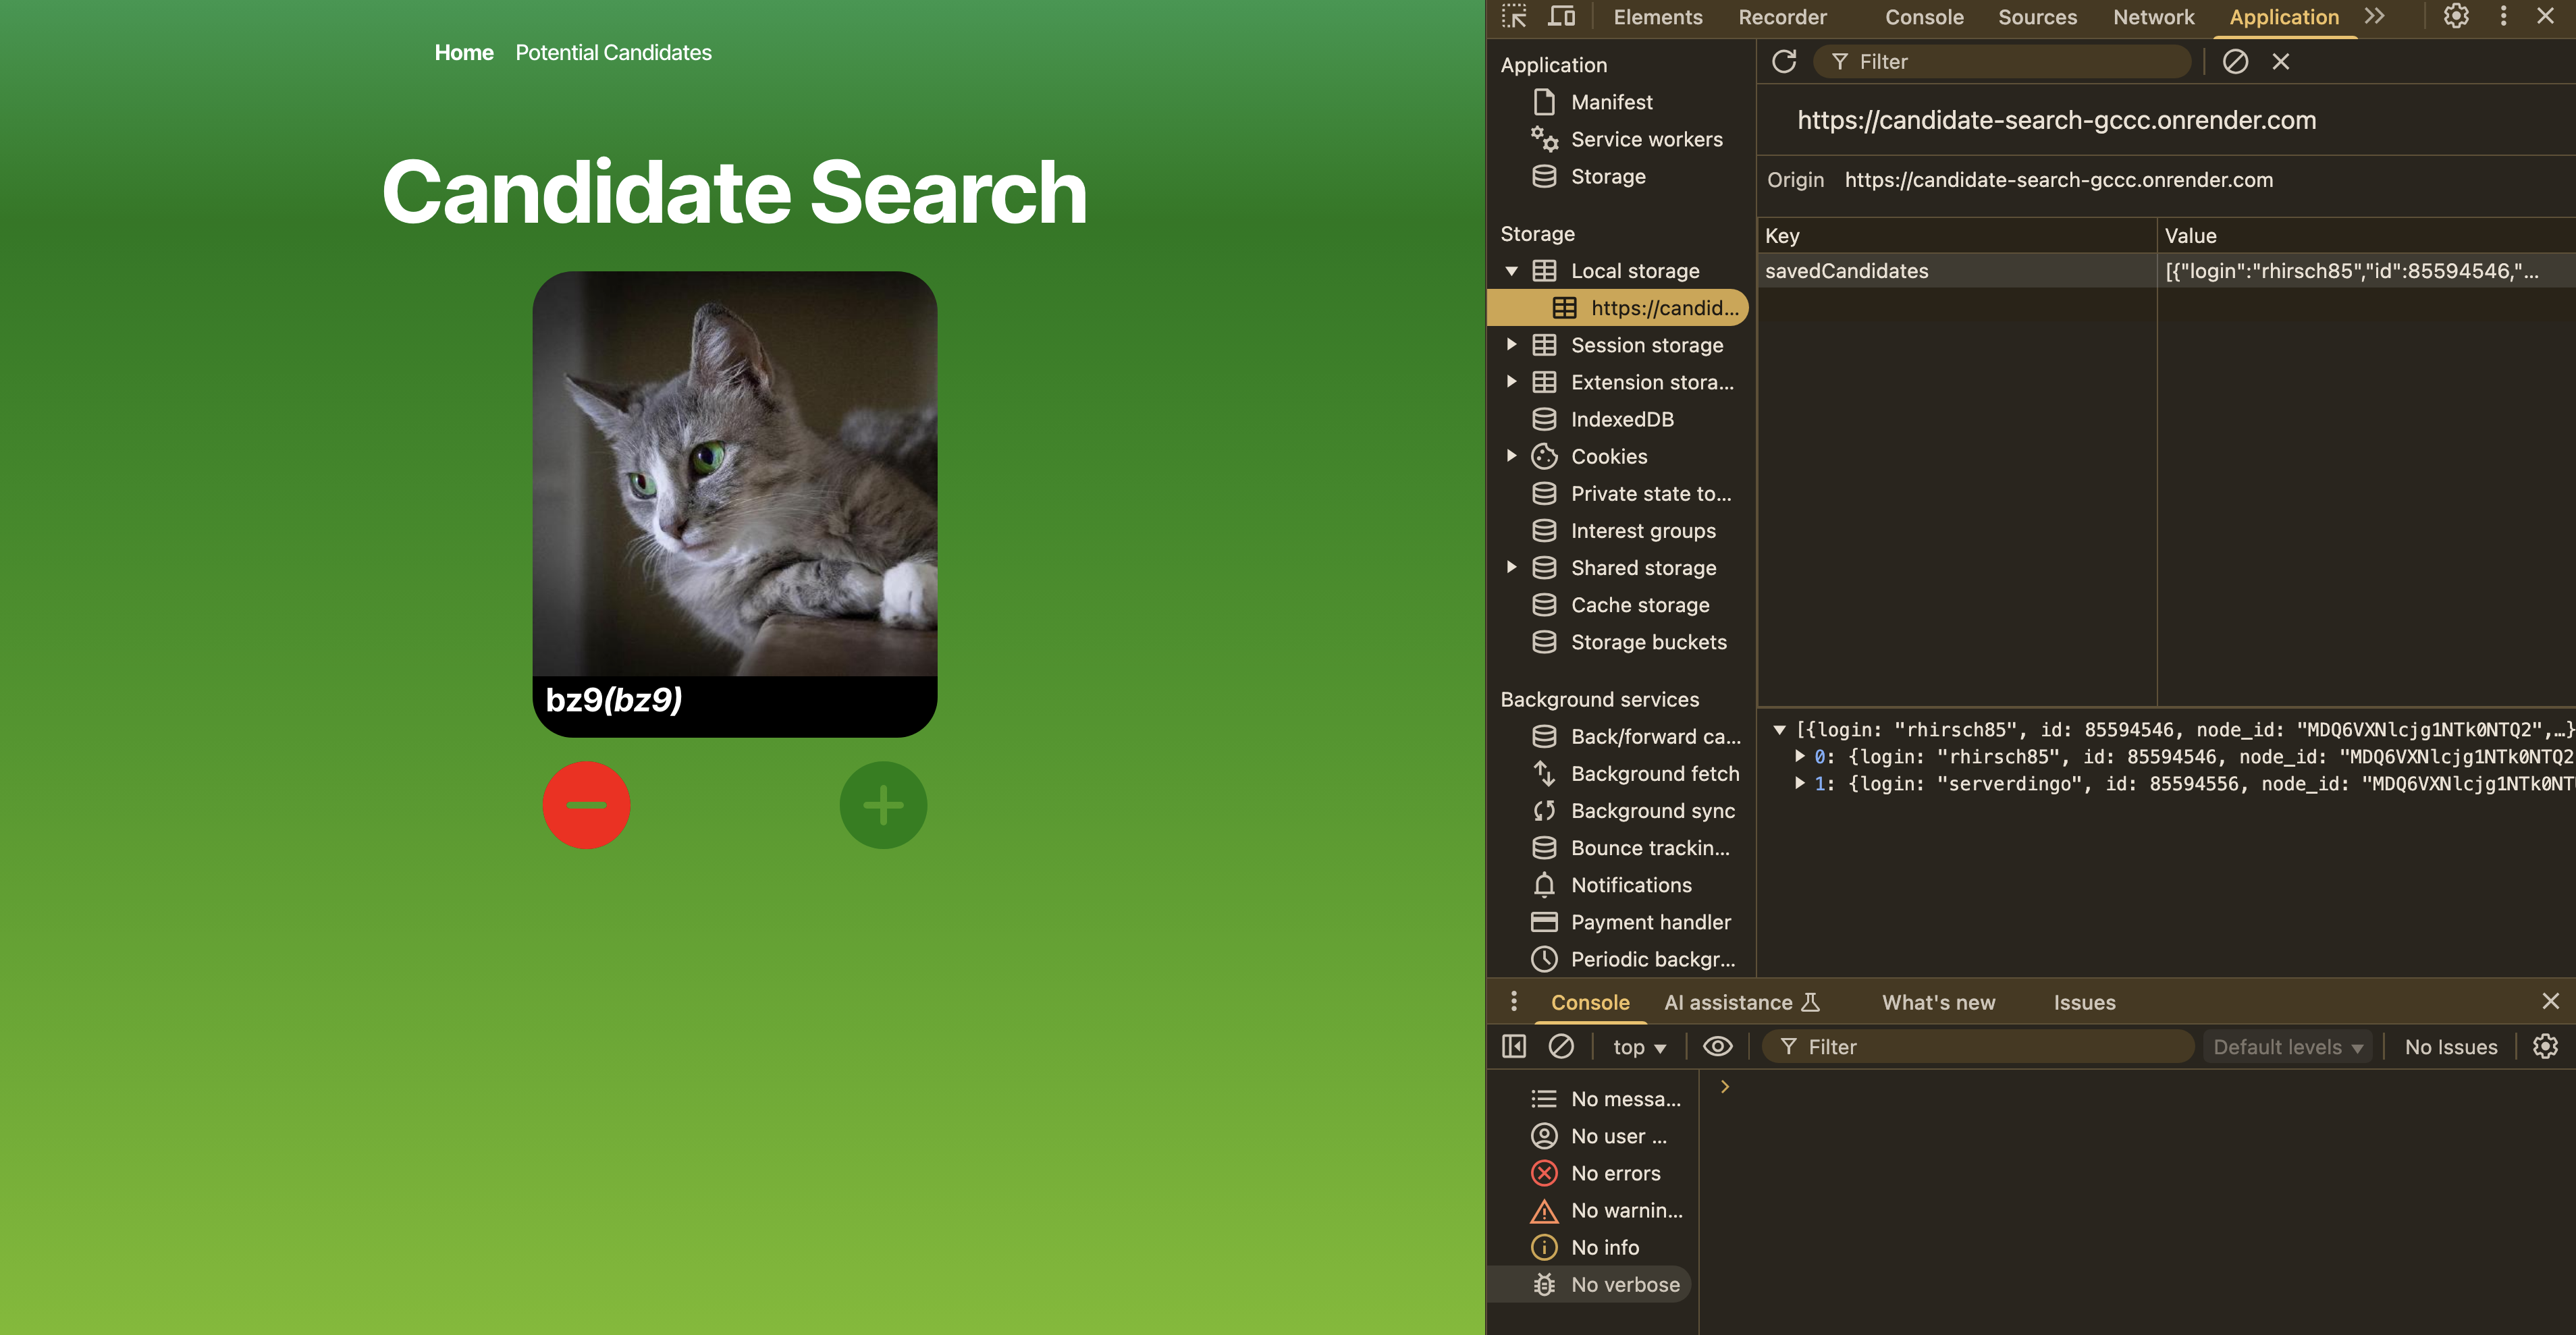 Home Potential Candidates
Candidate Search
bz9(bz9)
Elements Recorder Console Sources Network Application
Application
Manifest
Service workers
Storage
Storage
Local storage
https://candid...
Session storage
Extension stora...
IndexedDB
Cookies
Private state to...
Interest groups
Shared storage
Cache storage
Storage buckets
Background services
Back/forward ca...
Background fetch
Background sync
Bounce trackin...
Notifications
Payment handler
Periodic backgr...
Filter
https://candidate-search-gccc.onrender.com
Origin https://candidate-search-gccc.onrender.com
Key Value
savedCandidates [{"login":"rhirsch85","id":85594546,"...
[{login: "rhirsch85", id: 85594546, node_id: "MDQ6VXNlcjg1NTk0NTQ2",…}
0: {login: "rhirsch85", id: 85594546, node_id: "MDQ6VXNlcjg1NTk0NTQ2
1: {login: "serverdingo", id: 85594556, node_id: "MDQ6VXNlcjg1NTk0NT
Console AI assistance What's new Issues
top Filter Default levels No Issues
No messa...
No user ...
No errors
No warnin...
No info
No verbose